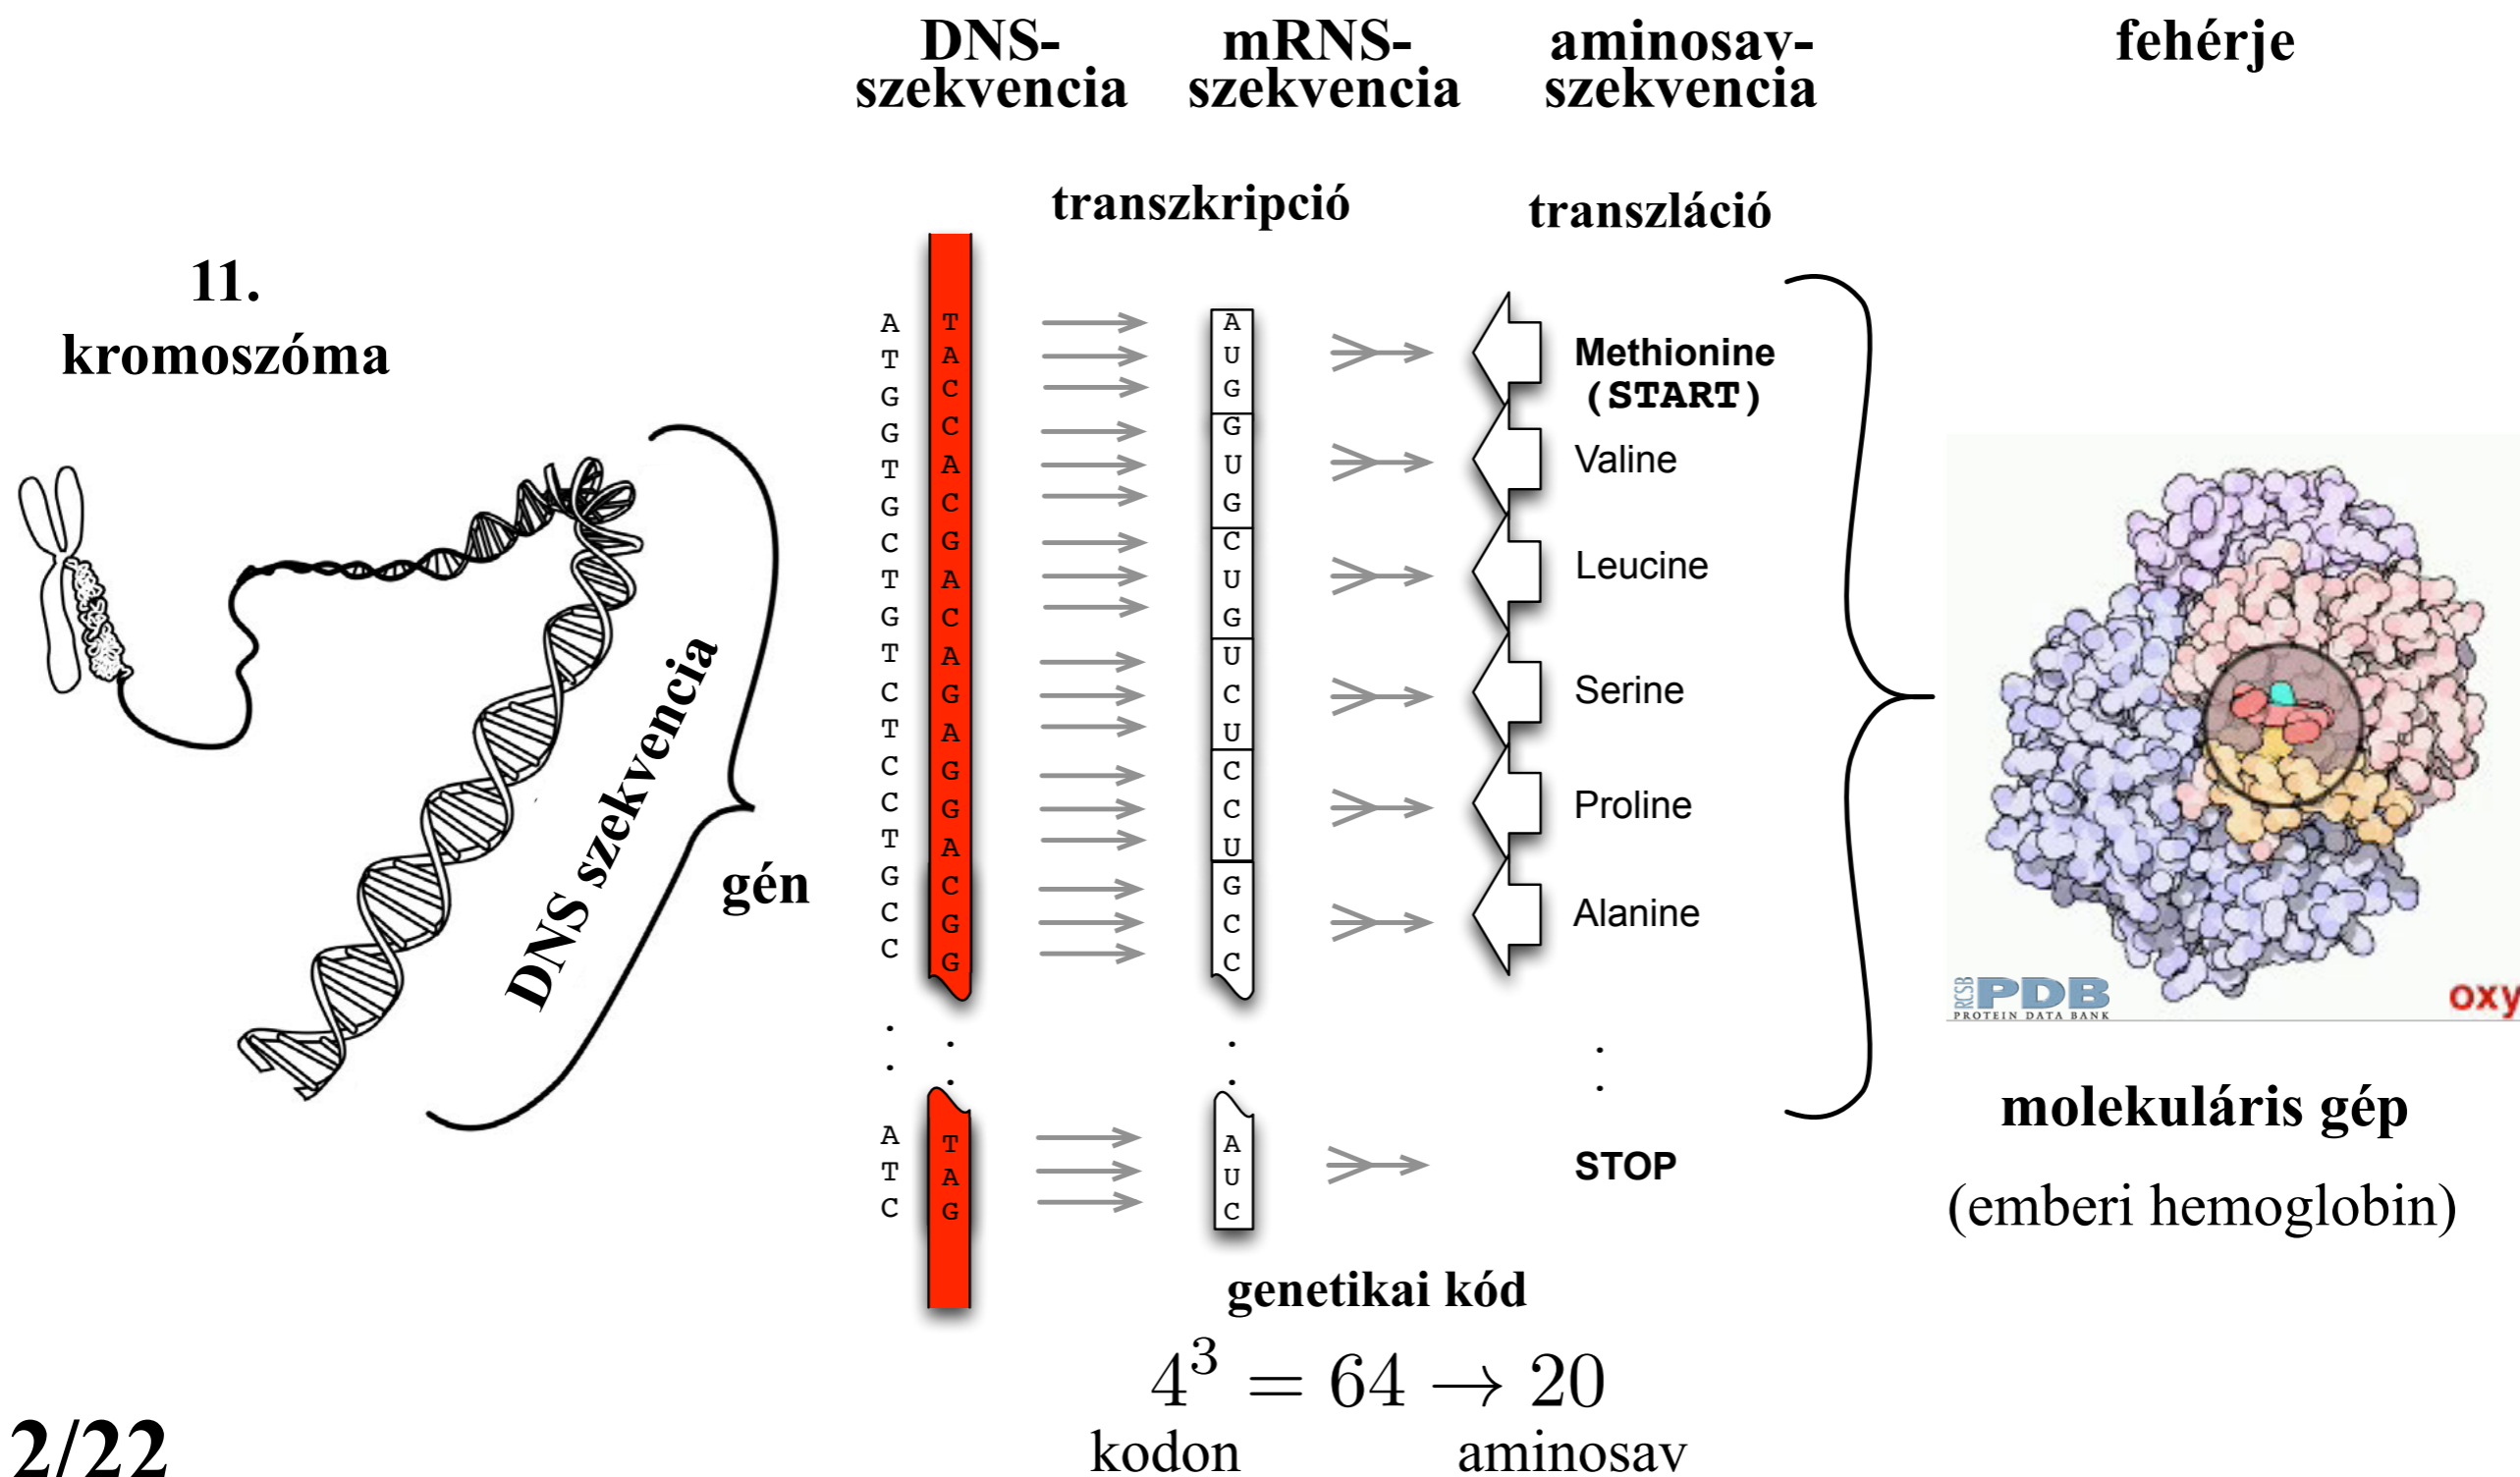 DNS-
szekvencia
mRNS-
szekvencia
aminosav-
szekvencia
fehérje
transzkripció
transzláció
11.
kromoszóma
DNS szekvencia
gén
A
T
G
G
T
G
C
T
G
T
C
T
C
C
T
G
C
C
.
.
A
T
C
T
A
C
C
A
C
G
A
C
A
G
A
G
G
A
C
G
G
.
.
T
A
G
A
U
G
G
U
G
C
U
G
U
C
U
C
C
U
G
C
C
.
.
A
U
C
Methionine
(START)
Valine
Leucine
Serine
Proline
Alanine
.
.
STOP
RCSB
PDB
PROTEIN DATA BANK
oxy
molekuláris gép
(emberi hemoglobin)
genetikai kód
4³ = 64 → 20
kodon aminosav
2/22